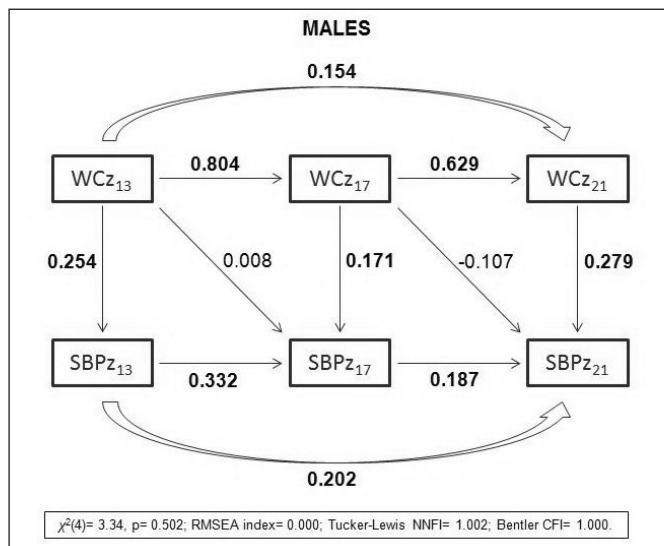 MALES
0.154
WCz13 0.804 WCz17 0.629 WCz21
0.254 0.008 0.171 -0.107 0.279
SBPz13 0.332 SBPz17 0.187 SBPz21
0.202
χ²(4)= 3.34, p= 0.502; RMSEA index= 0.000; Tucker-Lewis NNFI= 1.002; Bentler CFI= 1.000.